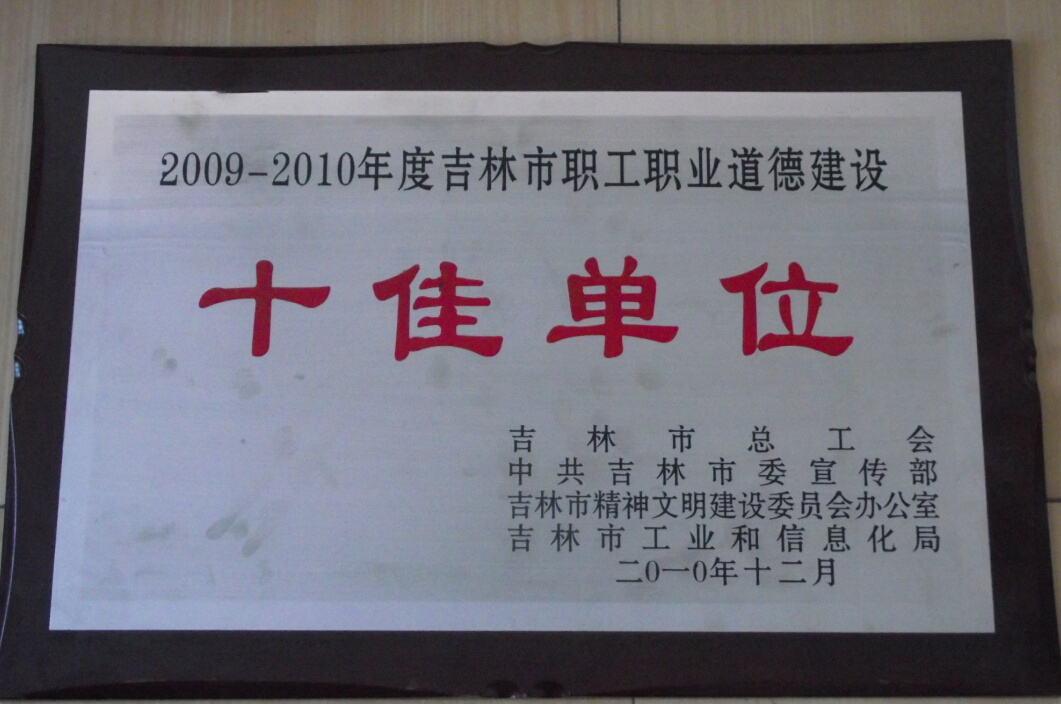 2009-2010年度吉林市职工职业道德建设
十佳单位
吉林市总工会
中共吉林市委宣传部
吉林市精神文明建设委员会办公室
吉林市工业和信息化局
二0一0年十二月